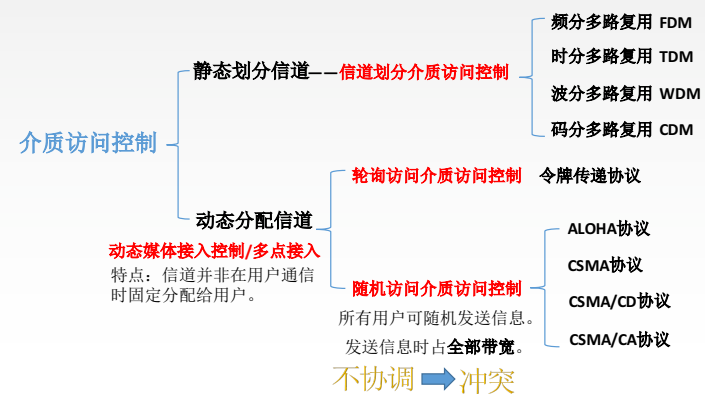 介质访问控制
静态划分信道——信道划分介质访问控制
频分多路复用 FDM
时分多路复用 TDM
波分多路复用 WDM
码分多路复用 CDM
动态分配信道
动态媒体接入控制/多点接入
特点：信道并非在用户通信
时固定分配给用户。
轮询访问介质访问控制 令牌传递协议
随机访问介质访问控制
所有用户可随机发送信息。
发送信息时占全部带宽。
不协调 冲突
ALOHA协议
CSMA协议
CSMA/CD协议
CSMA/CA协议